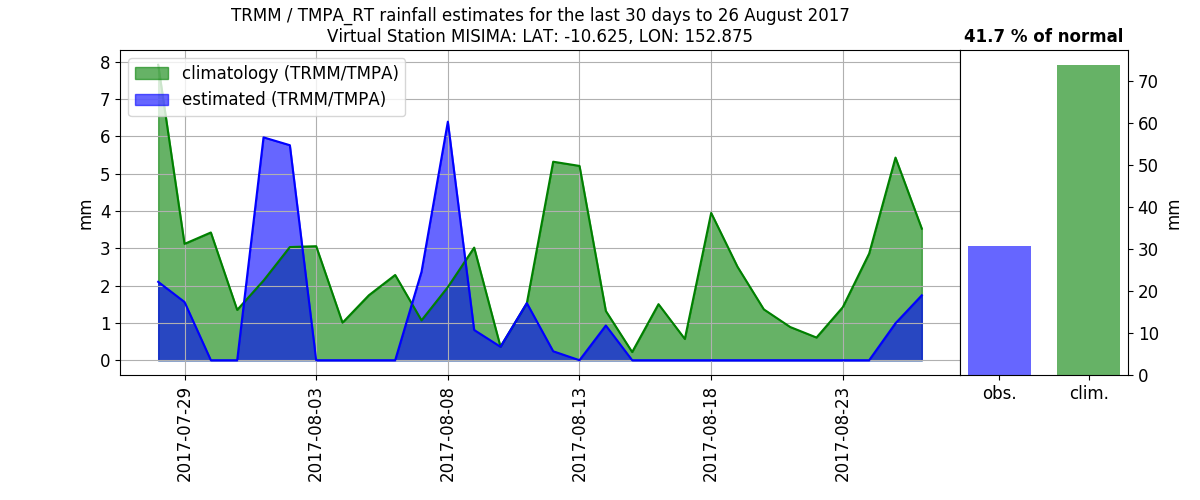 TRMM / TMPA_RT rainfall estimates for the last 30 days to 26 August 2017
Virtual Station MISIMA: LAT: -10.625, LON: 152.875
41.7 % of normal
climatology (TRMM/TMPA)
estimated (TRMM/TMPA)
mm
8
7
6
5
4
3
2
1
0
2017-07-29
2017-08-03
2017-08-08
2017-08-13
2017-08-18
2017-08-23
70
60
50
40
30
20
10
0
mm
obs.
clim.